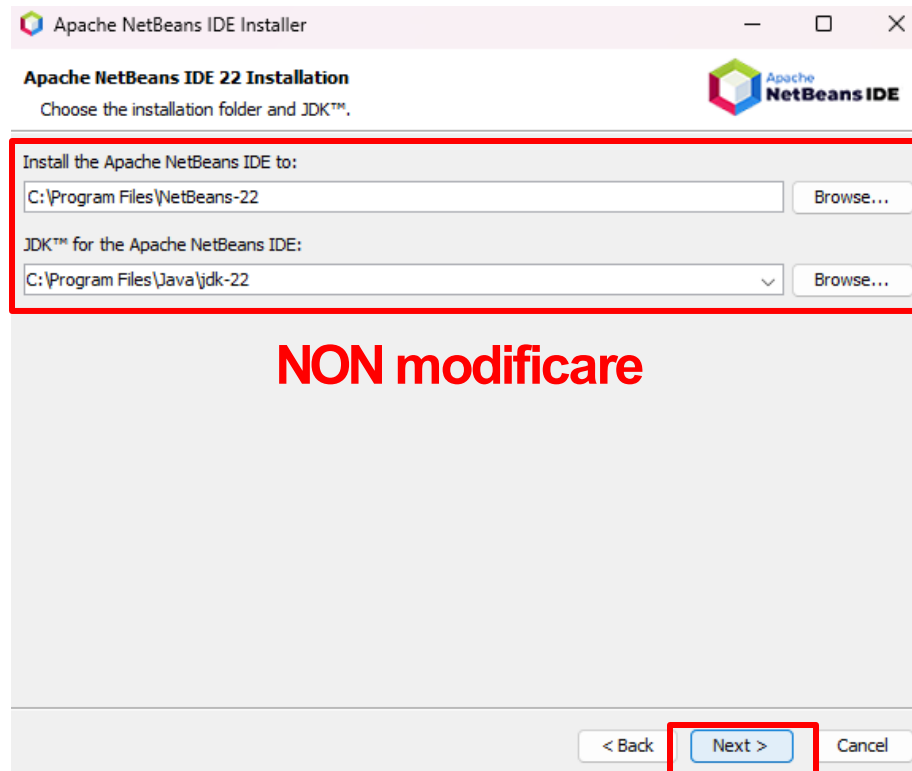 Apache NetBeans IDE Installer
Apache NetBeans IDE 22 Installation
Choose the installation folder and JDK™.
Apache
NetBeans IDE
Install the Apache NetBeans IDE to:
C:\Program Files\NetBeans-22
Browse...
JDK™ for the Apache NetBeans IDE:
C:\Program Files\Java\jdk-22
Browse...
NON modificare
< Back
Next >
Cancel